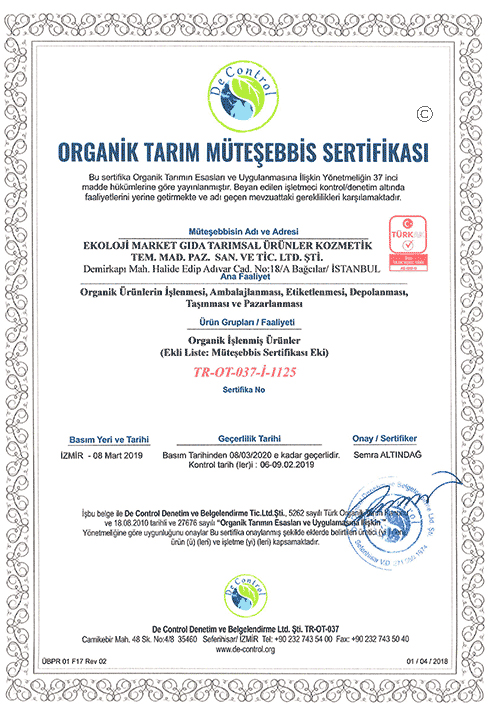 De Control
©
ORGANİK TARIM MÜTEŞEBBİS SERTİFİKASI
Bu sertifika Organik Tarımın Esasları ve Uygulanmasına İlişkin Yönetmeliğin 37 inci
madde hükümlerine göre yayınlanmıştır. Beyan edilen işletmeci kontrol/denetim altında
faaliyetlerini yerine getirmekte ve adı geçen mevzuattaki gereklilikleri karşılamaktadır.
Müteşebbisin Adı ve Adresi
EKOLOJİ MARKET GIDA TARIMSAL ÜRÜNLER KOZMETİK
TEM. MAD. PAZ. SAN. VE TİC. LTD. ŞTİ.
Demirkapı Mah. Halide Edip Adıvar Cad. No:18/A Bağcılar/ İSTANBUL
TÜRKAK
Ana Faaliyet
Organik Ürünlerin İşlenmesi, Ambalajlanması, Etiketlenmesi, Depolanması,
Taşınması ve Pazarlanması
Ürün Grupları / Faaliyeti
Organik İşlenmiş Ürünler
(Ekli Liste: Müteşebbis Sertifikası Eki)
TR-OT-037-İ-1125
Sertifika No
Basım Yeri ve Tarihi
İZMİR - 08 Mart 2019
Geçerlilik Tarihi
Basım Tarihinden 08/03/2020 e kadar geçerlidir.
Kontrol tarih (ler)i : 06-09.02.2019
Onay / Sertifiker
Semra ALTINDAĞ
İşbu belge ile De Control Denetim ve Belgelendirme Tic.Ltd.Şti., 5262 sayılı Türk Organik Tarım
ve 18.08.2010 tarihli ve 27676 sayılı "Organik Tarımın Esasları ve Uygulamasına İlişkin
Yönetmeliğine göre uygunluğunu onaylar Bu sertifika onaylanmış şekilde eklerde belirtilen üretici
ürün (ü) (leri) ve işletme (yi) (leri) kapsamaktadır.
De Control
De Control Denetim ve Belgelendirme Ltd. Şti. TR-OT-037
Camikebir Mah. 48 Sk. No:4/8 35460 Seferihisar/ İZMİR Tel: +90 232 743 54 00 Fax: +90 232 743 50 40
www.de-control.org
ÜBPR 01 F17 Rev 02
01 / 04 / 2018